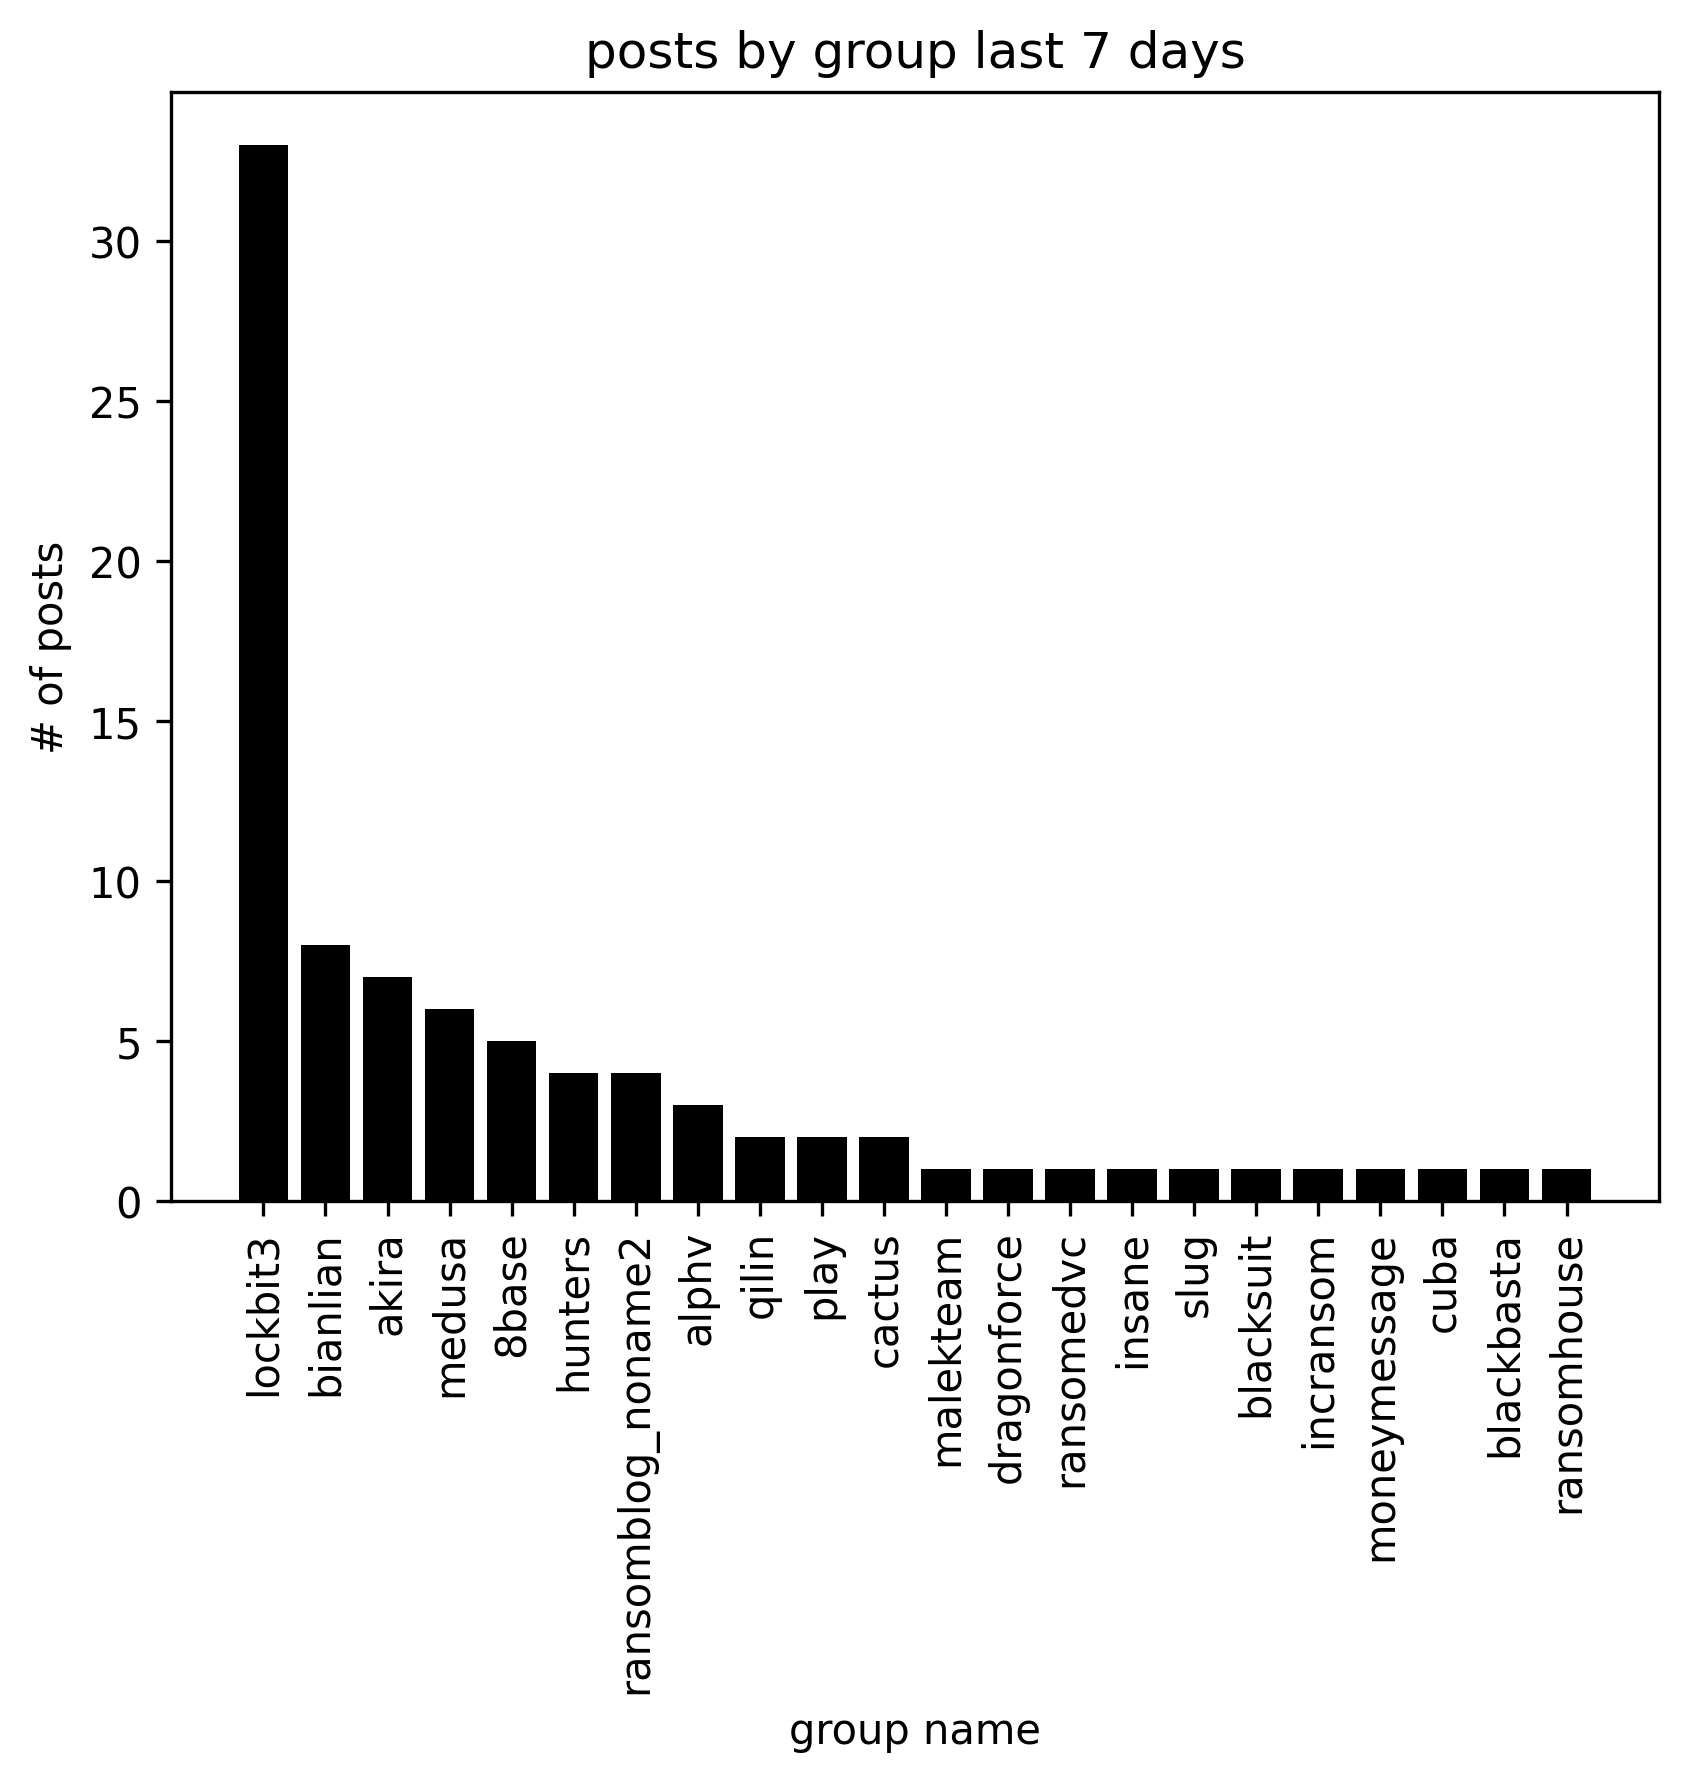 posts by group last 7 days
# of posts
30
25
20
15
10
5
0
lockbit3
bianlian
akira
medusa
8base
hunters
ransomblog_noname2
alphv
qilin
play
cactus
malekteam
dragonforce
ransomedvc
insane
slug
blacksuit
incransom
moneymessage
cuba
blackbasta
ransomhouse
group name